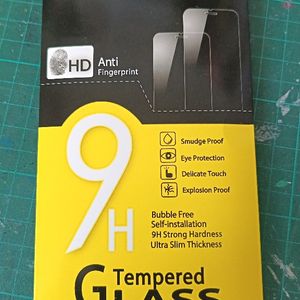 HD
Anti
Fingerprint
9H
Smudge Proof
Eye Protection
Delicate Touch
Explosion Proof
Bubble Free
Self-installation
9H Strong Hardness
Ultra Slim Thickness
Tempered
GLASS